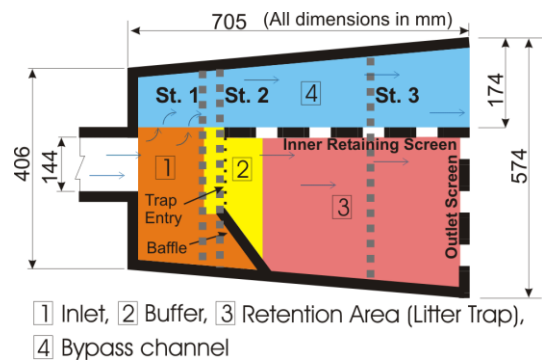 705 (All dimensions in mm)
St. 1
St. 2
St. 3
4
174
406
144
574
Inner Retaining Screen
1
2
3
Trap
Entry
Baffle
Outlet Screen
1 Inlet, 2 Buffer, 3 Retention Area (Litter Trap),
4 Bypass channel